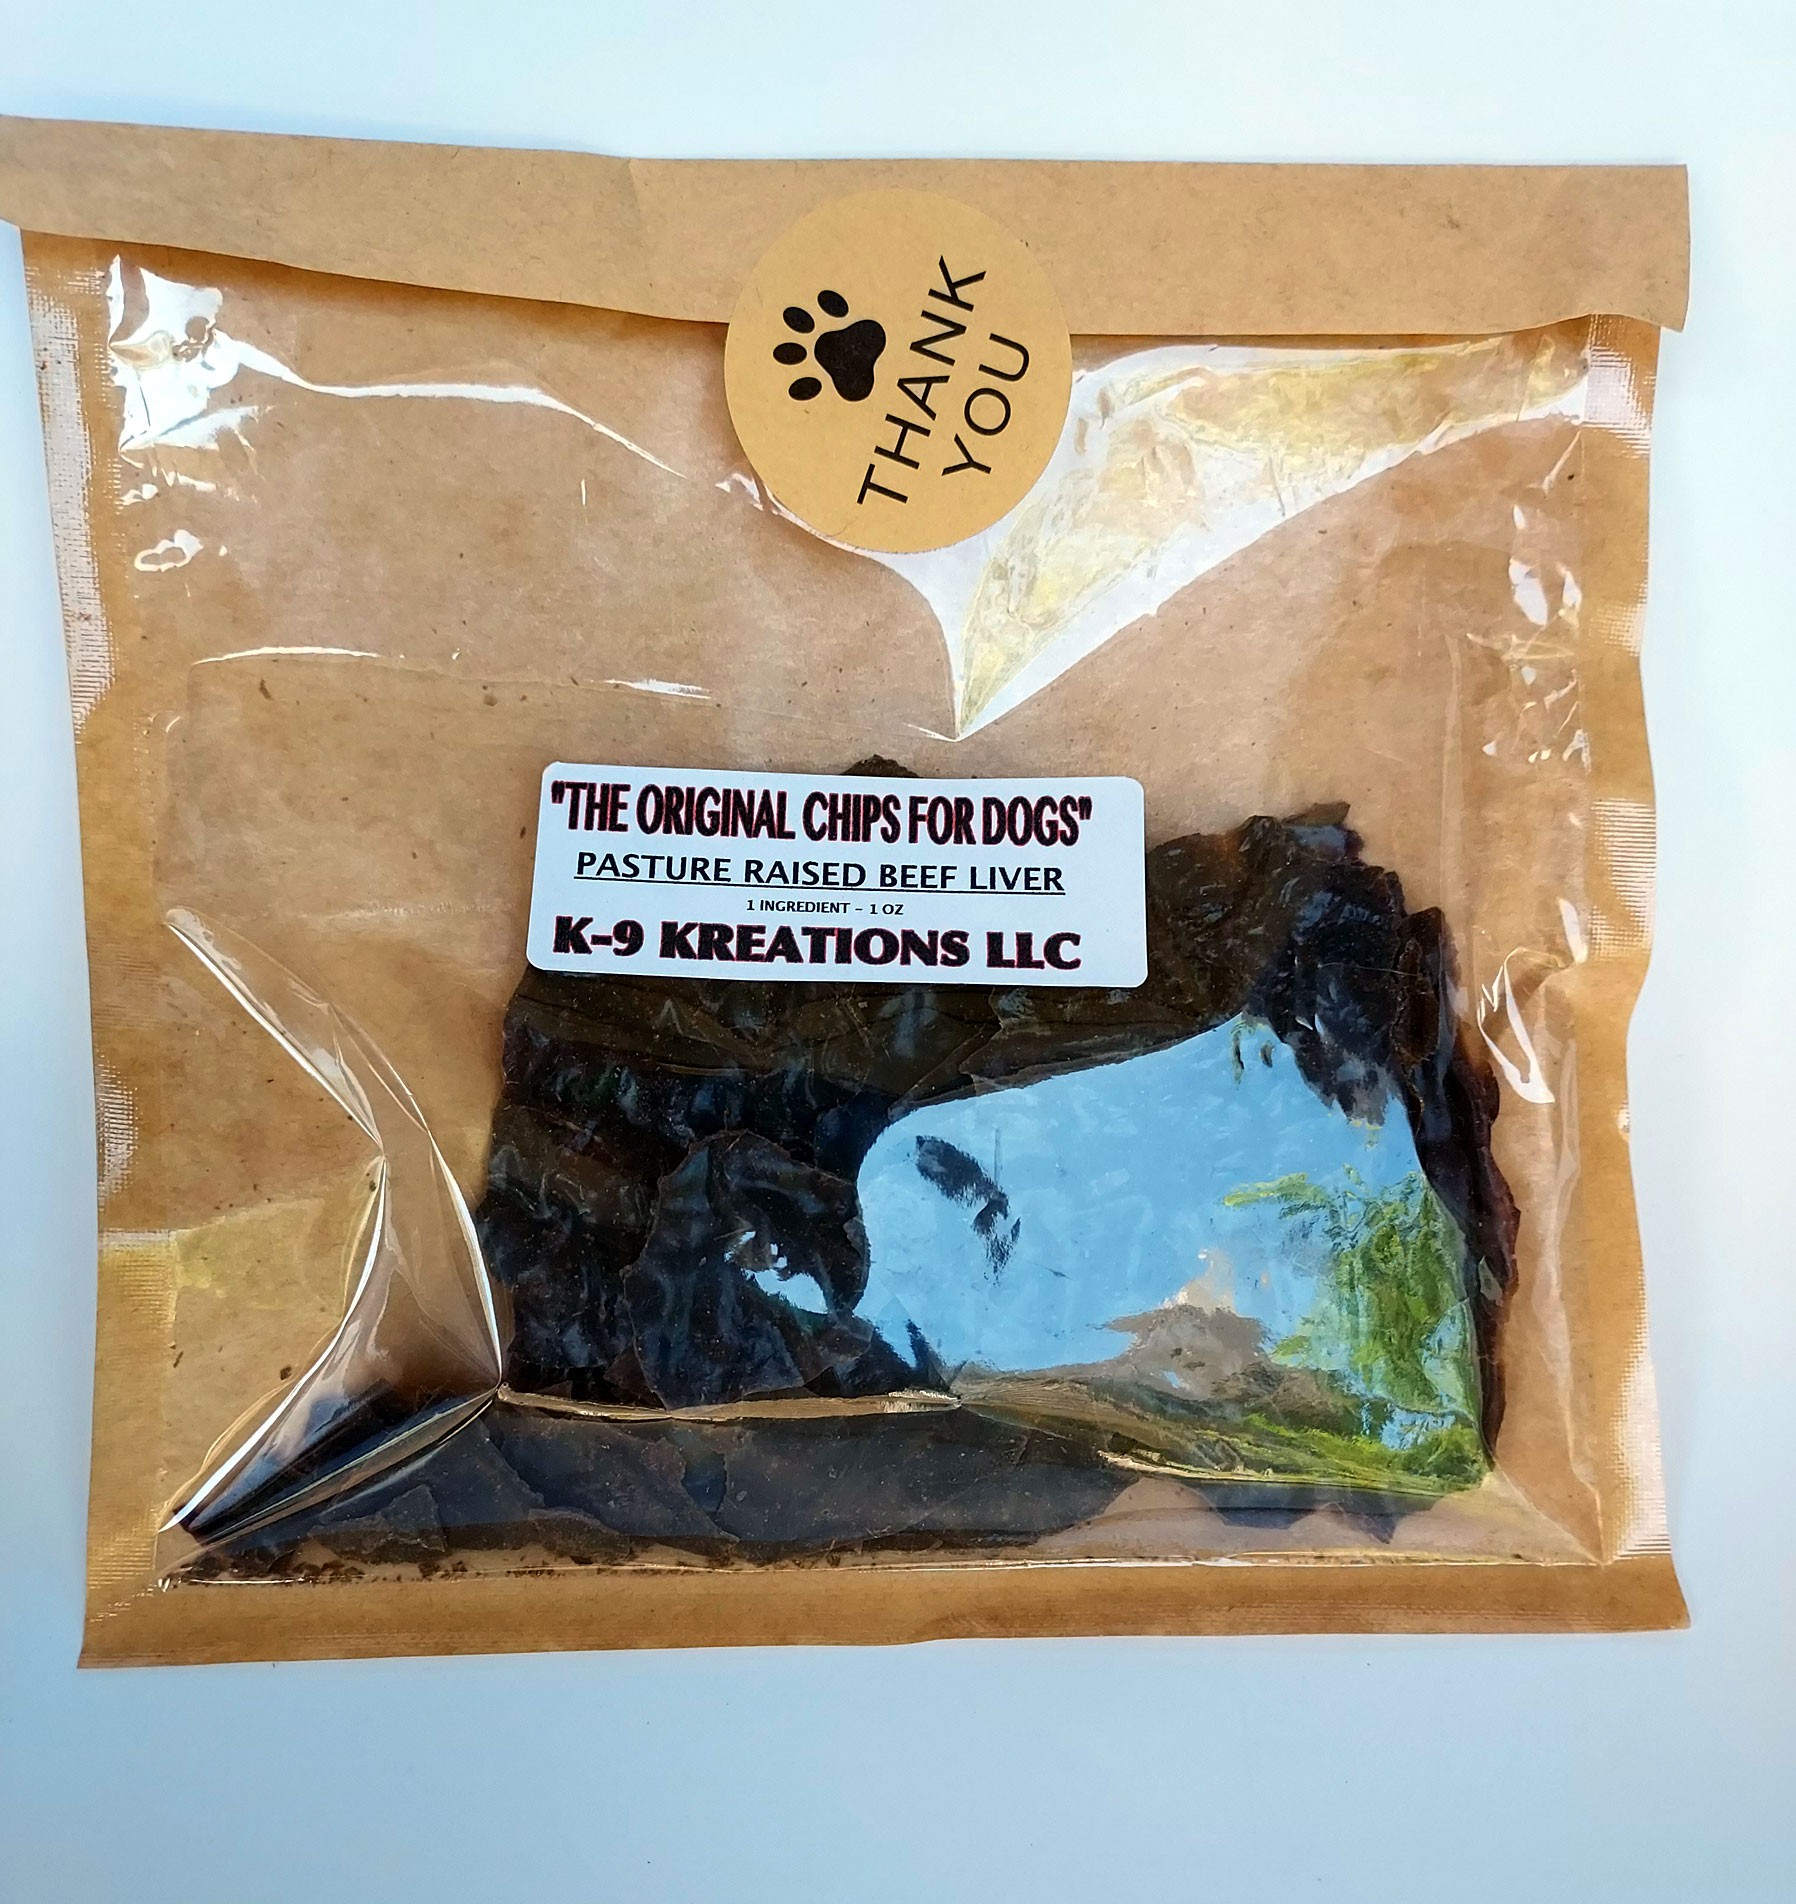 THANK
YOU
"THE ORIGINAL CHIPS FOR DOGS"
PASTURE RAISED BEEF LIVER
1 INGREDIENT - 1 OZ
K-9 KREATIONS LLC